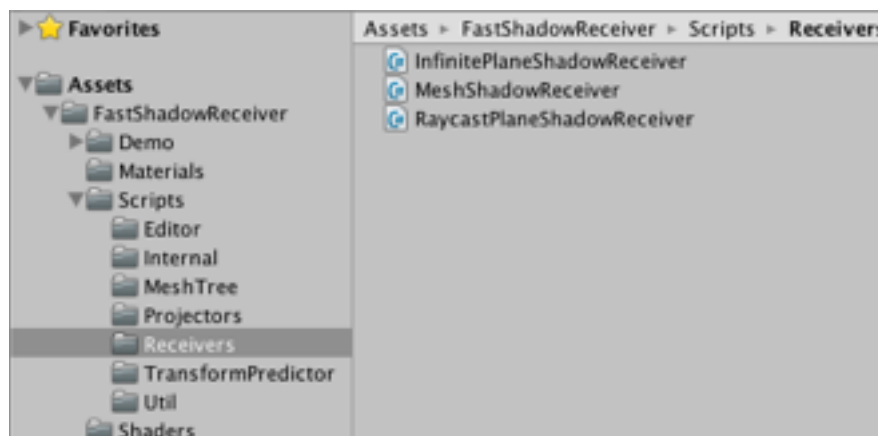 Favorites
Assets
FastShadowReceiver
Demo
Materials
Scripts
Editor
Internal
MeshTree
Projectors
Receivers
TransformPredictor
Util
Shaders
Assets ▸ FastShadowReceiver ▸ Scripts ▸ Receivers
InfinitePlaneShadowReceiver
MeshShadowReceiver
RaycastPlaneShadowReceiver